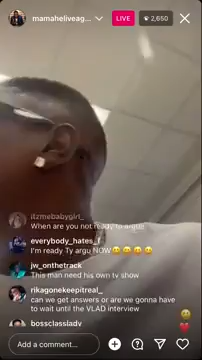 mamaheliveag...
LIVE
2,650
itzmebabygirl_
When are you not ready to argue
everybody_hates_t
I'm ready Ty argu NOW
jw_onthetrack
This man need his own tv show
rikagonekeepitreal_
can we get answers or are we gonna have
to wait until the VLAD interview
bossclassladv
Add a comment...